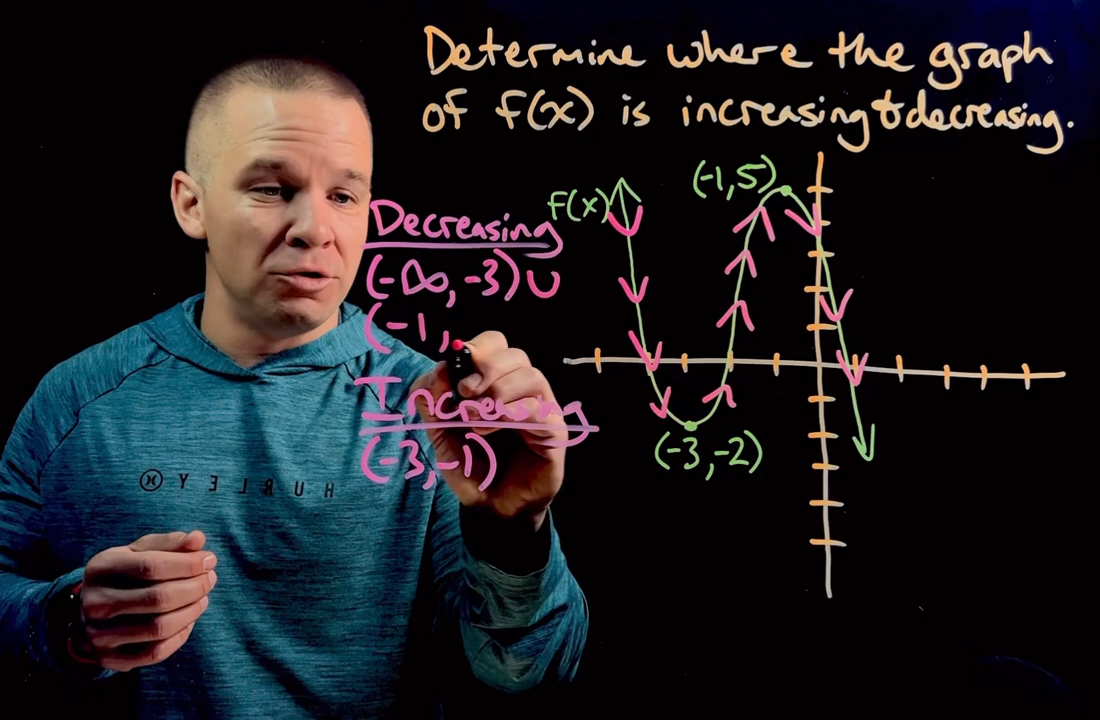 Determine where the graph
of f(x) is increasing & decreasing.
(-1,5)
f(x)
Decreasing
(-∞,-3)∪
(-1,
Increasing
(-3,-1)
(-3,-2)
HURLEY